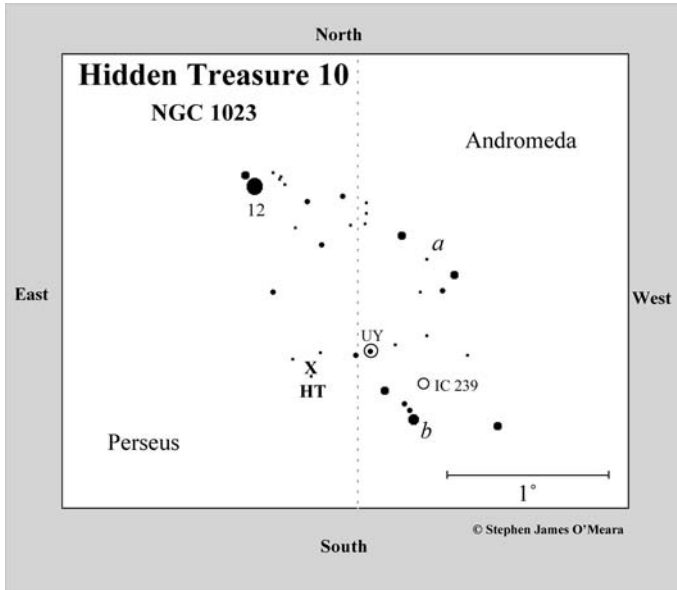 North
Hidden Treasure 10
NGC 1023
Andromeda
12
a
East
West
UY
X
HT
IC 239
b
Perseus
1°
© Stephen James O’Meara
South